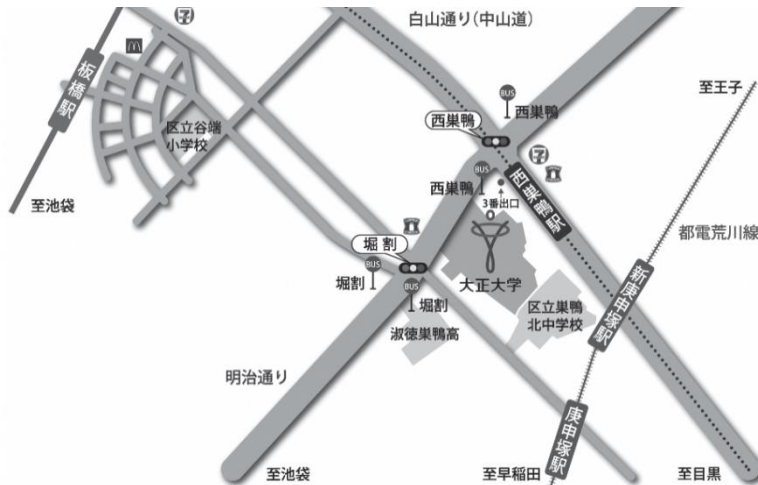 白山通り(中山道)
板橋駅
区立谷端
小学校
至池袋
BUS
西巣鴨
西巣鴨
至王子
BUS
西巣鴨
3番出口
西巣鴨駅
都電荒川線
堀割
BUS
堀割
BUS
堀割
大正大学
新庚申塚駅
区立巣鴨
北中学校
淑徳巣鴨高
明治通り
庚申塚駅
至池袋
至早稲田
至目黒